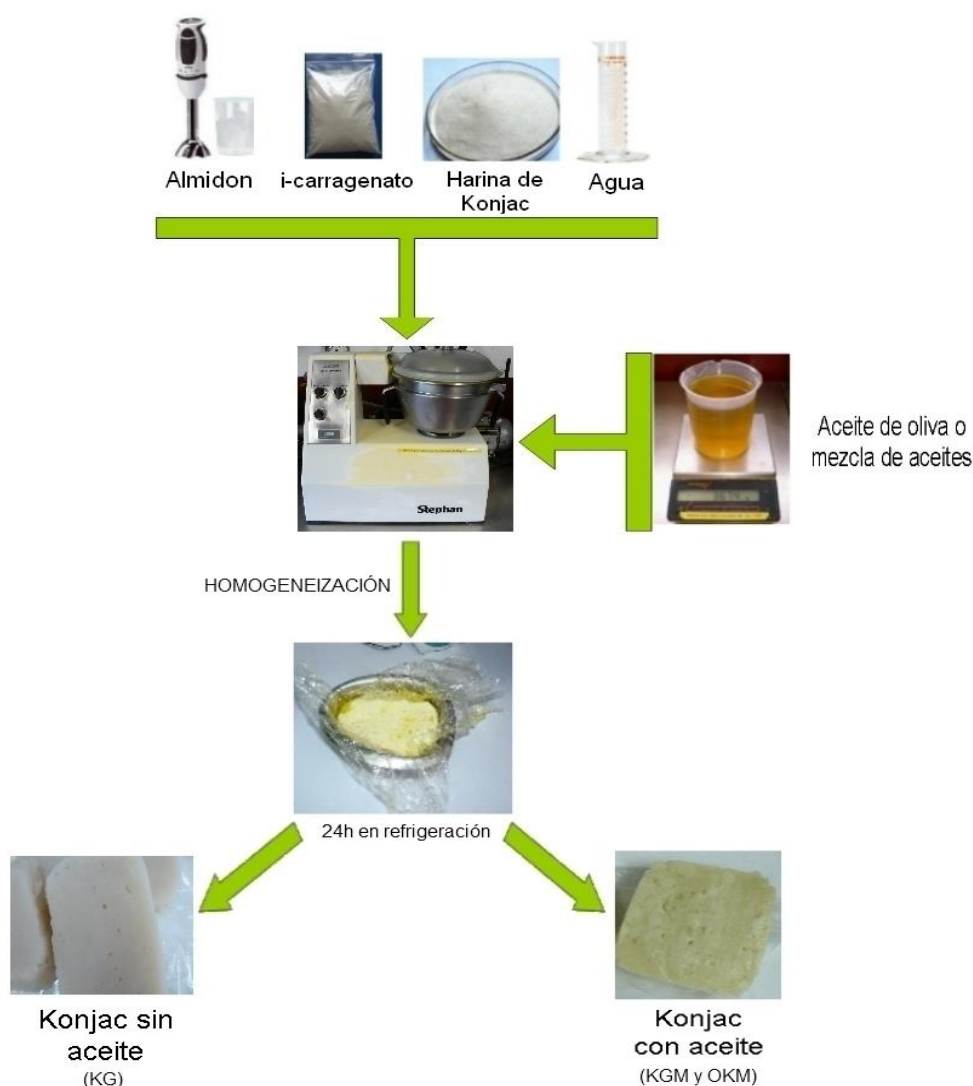 Almidon
i-carragenato
Harina de
Konjac
Agua
Aceite de oliva o
mezcla de aceites
Stephan
HOMOGENEIZACIÓN
24h en refrigeración
Konjac sin
aceite
(KG)
Konjac
con aceite
(KGM y OKM)